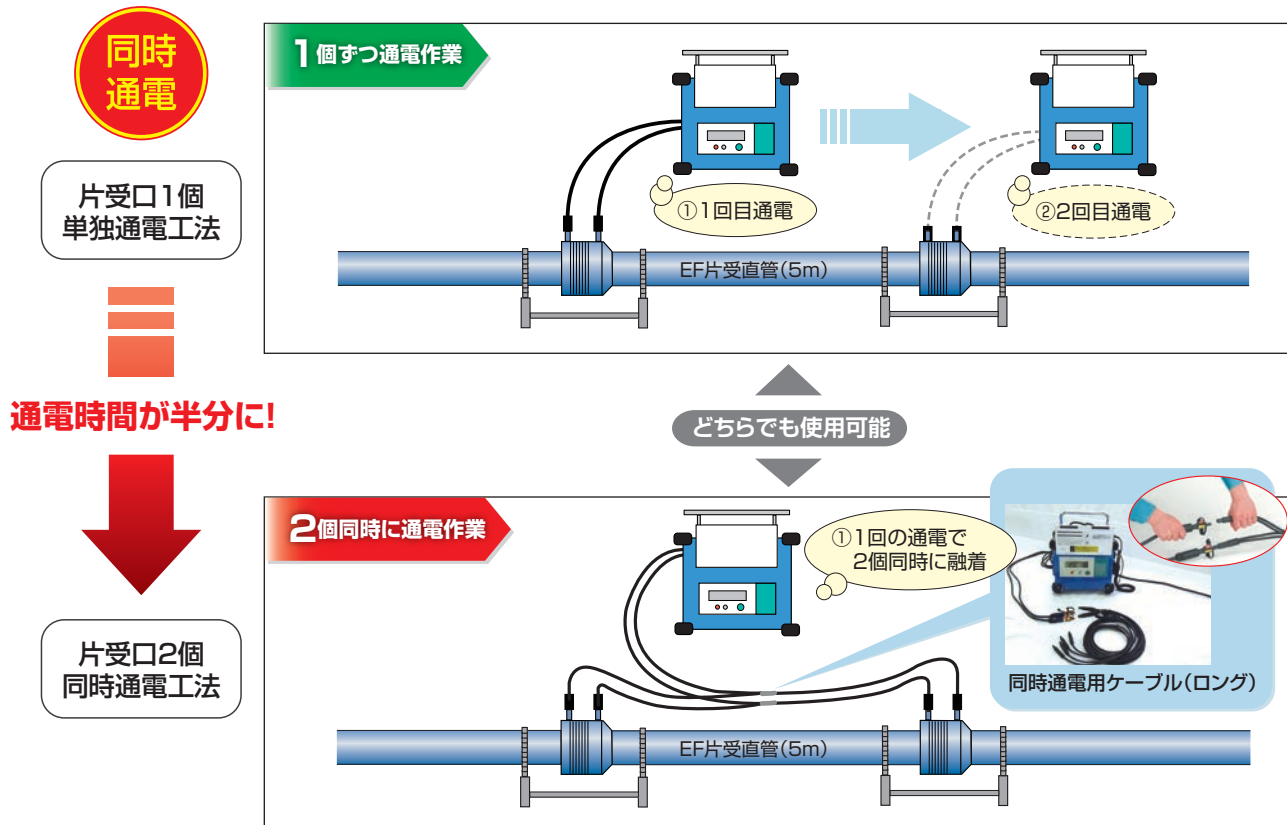 同時
通電
片受口1個
単独通電工法
通電時間が半分に!
片受口2個
同時通電工法
1個ずつ通電作業
①1回目通電
②2回目通電
EF片受直管(5m)
どちらでも使用可能
2個同時に通電作業
①1回の通電で
2個同時に融着
同時通電用ケーブル(ロング)
EF片受直管(5m)